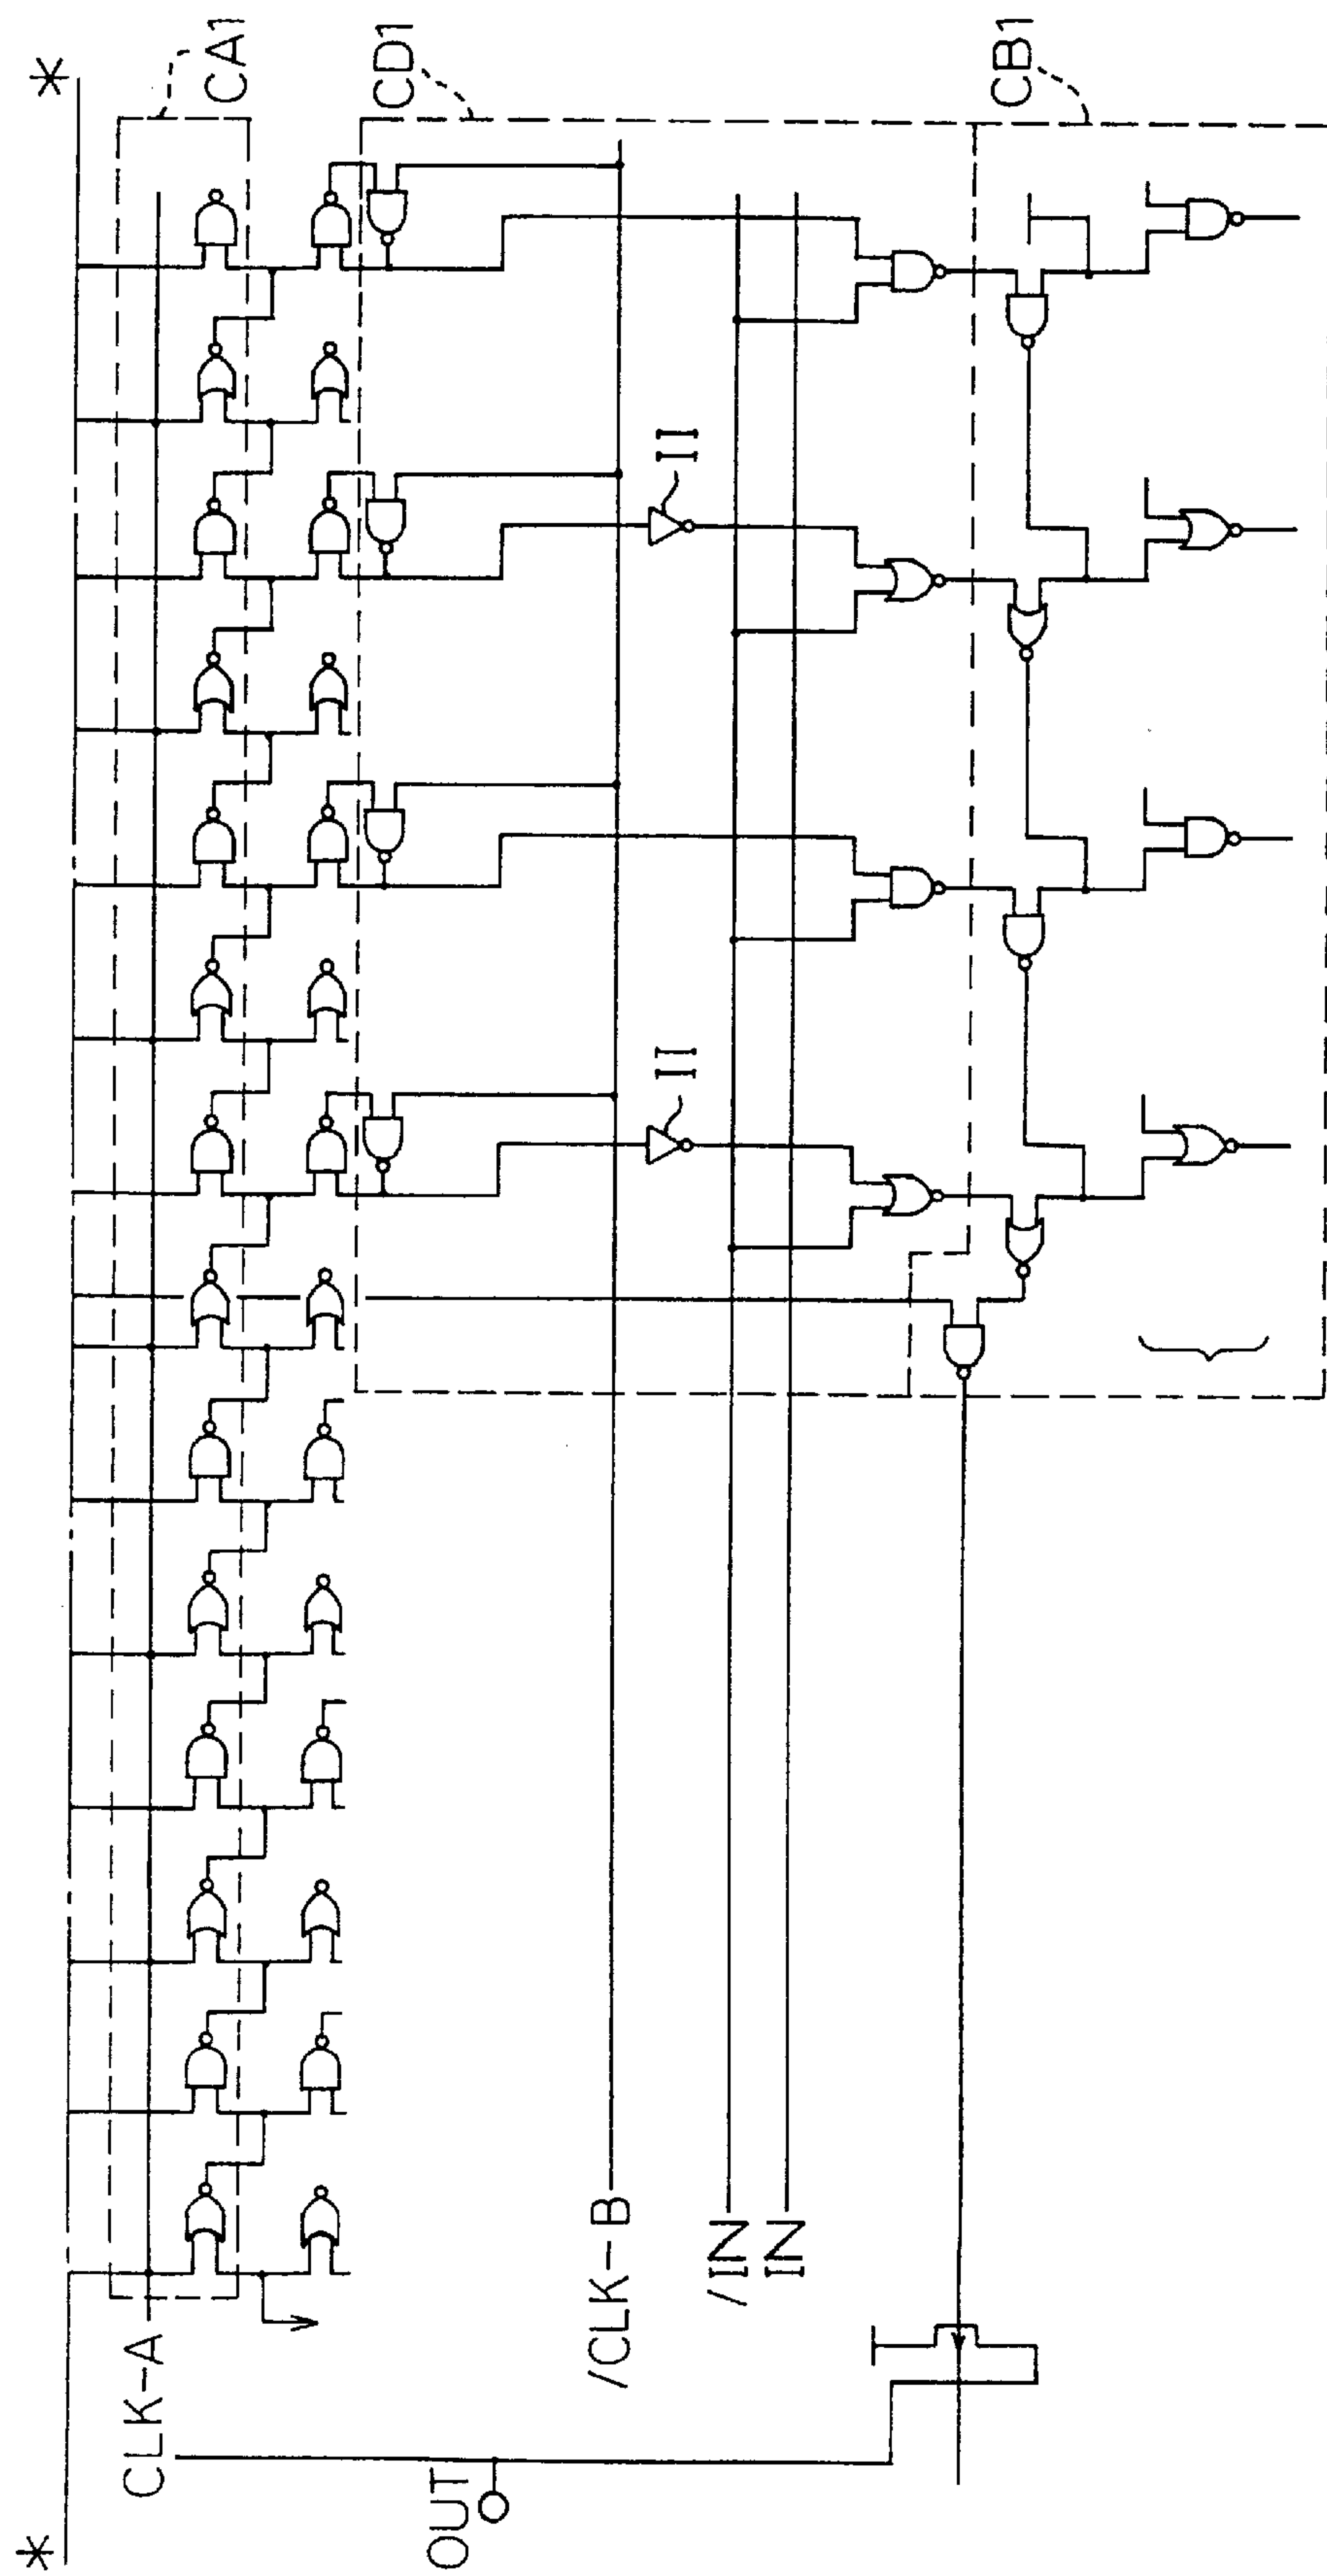 *
*
CA1
CD1
CB1
II
II
CLK-A
/CLK-B
/IN
IN
OUT